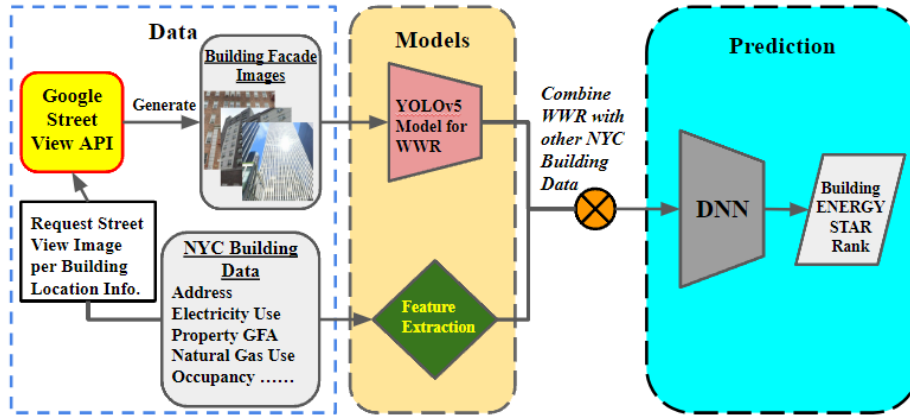 Data
Building Facade
Images
Google
Street
View API
Generate
Request Street
View Image
per Building
Location Info.
NYC Building
Data
Address
Electricity Use
Property GFA
Natural Gas Use
Occupancy ……
Models
YOLOv5
Model for
WWR
Feature
Extraction
Combine
WWR with
other NYC
Building
Data
Prediction
DNN
Building
ENERGY
STAR
Rank